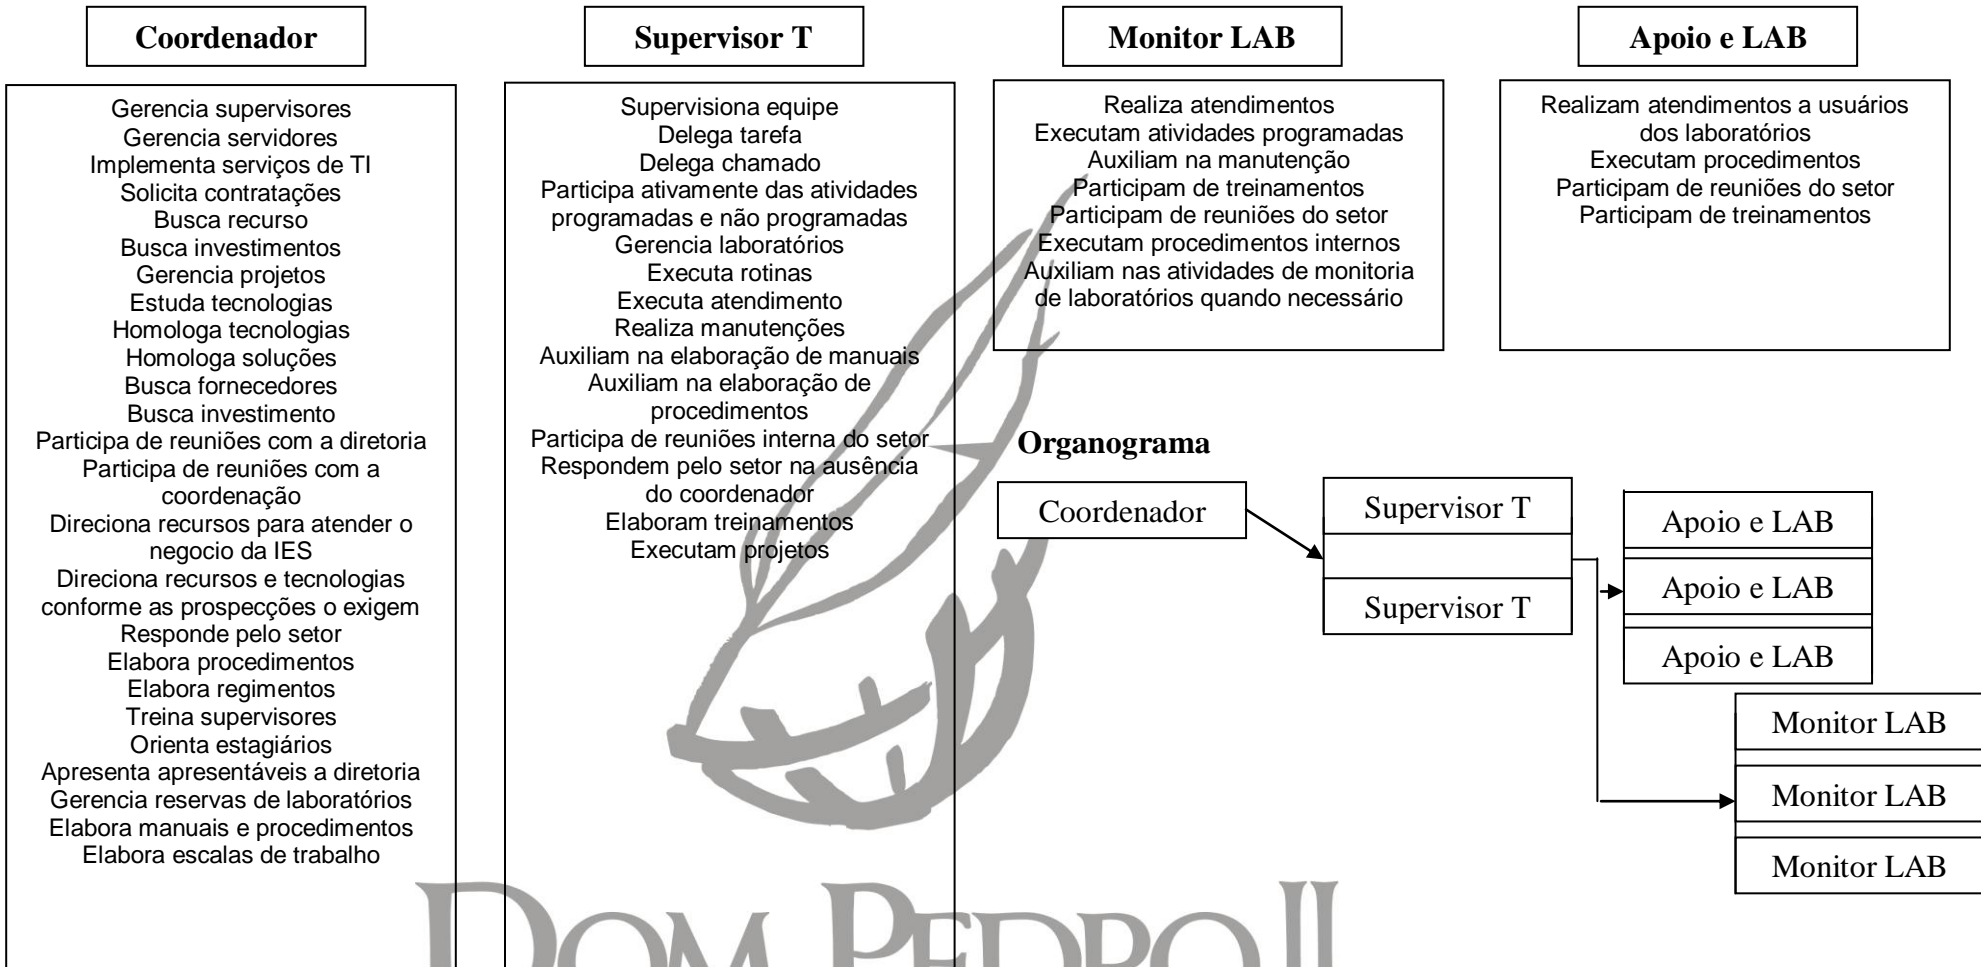 Coordenador
Gerencia supervisores
Gerencia servidores
Implementa serviços de TI
Solicita contratações
Busca recurso
Busca investimentos
Gerencia projetos
Estuda tecnologias
Homologa tecnologias
Homologa soluções
Busca fornecedores
Busca investimento
Participa de reuniões com a diretoria
Participa de reuniões com a
coordenação
Direciona recursos para atender o
negocio da IES
Direciona recursos e tecnologias
conforme as prospecções o exigem
Responde pelo setor
Elabora procedimentos
Elabora regimentos
Treina supervisores
Orienta estagiários
Apresenta apresentáveis a diretoria
Gerencia reservas de laboratórios
Elabora manuais e procedimentos
Elabora escalas de trabalho
Supervisor T
Supervisiona equipe
Delega tarefa
Delega chamado
Participa ativamente das atividades
programadas e não programadas
Gerencia laboratórios
Executa rotinas
Executa atendimento
Realiza manutenções
Auxiliam na elaboração de manuais
Auxiliam na elaboração de
procedimentos
Participa de reuniões interna do setor
Respondem pelo setor na ausência
do coordenador
Elaboram treinamentos
Executam projetos
Monitor LAB
Realiza atendimentos
Executam atividades programadas
Auxiliam na manutenção
Participam de treinamentos
Participam de reuniões do setor
Executam procedimentos internos
Auxiliam nas atividades de monitoria
de laboratórios quando necessário
Apoio e LAB
Realizam atendimentos a usuários
dos laboratórios
Executam procedimentos
Participam de reuniões do setor
Participam de treinamentos
Organograma
Coordenador
Supervisor T
Supervisor T
Apoio e LAB
Apoio e LAB
Apoio e LAB
Monitor LAB
Monitor LAB
Monitor LAB
DOM PEDRO II